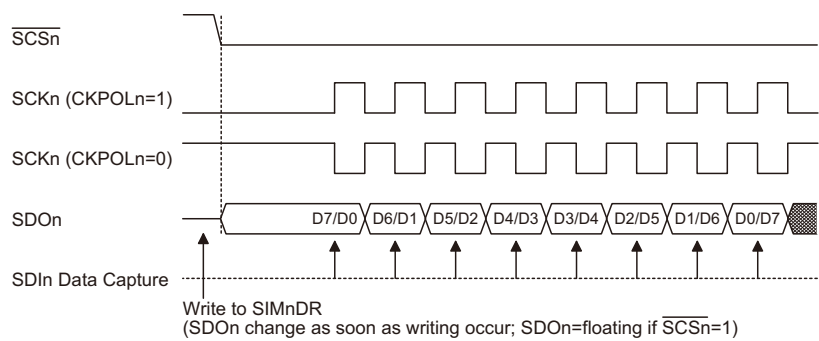 SCSn
SCKn (CKPOLn=1)
SCKn (CKPOLn=0)
SDOn D7/D0 D6/D1 D5/D2 D4/D3 D3/D4 D2/D5 D1/D6 D0/D7
SDIn Data Capture
Write to SIMnDR
(SDOn change as soon as writing occur; SDOn=floating if SCSn=1)